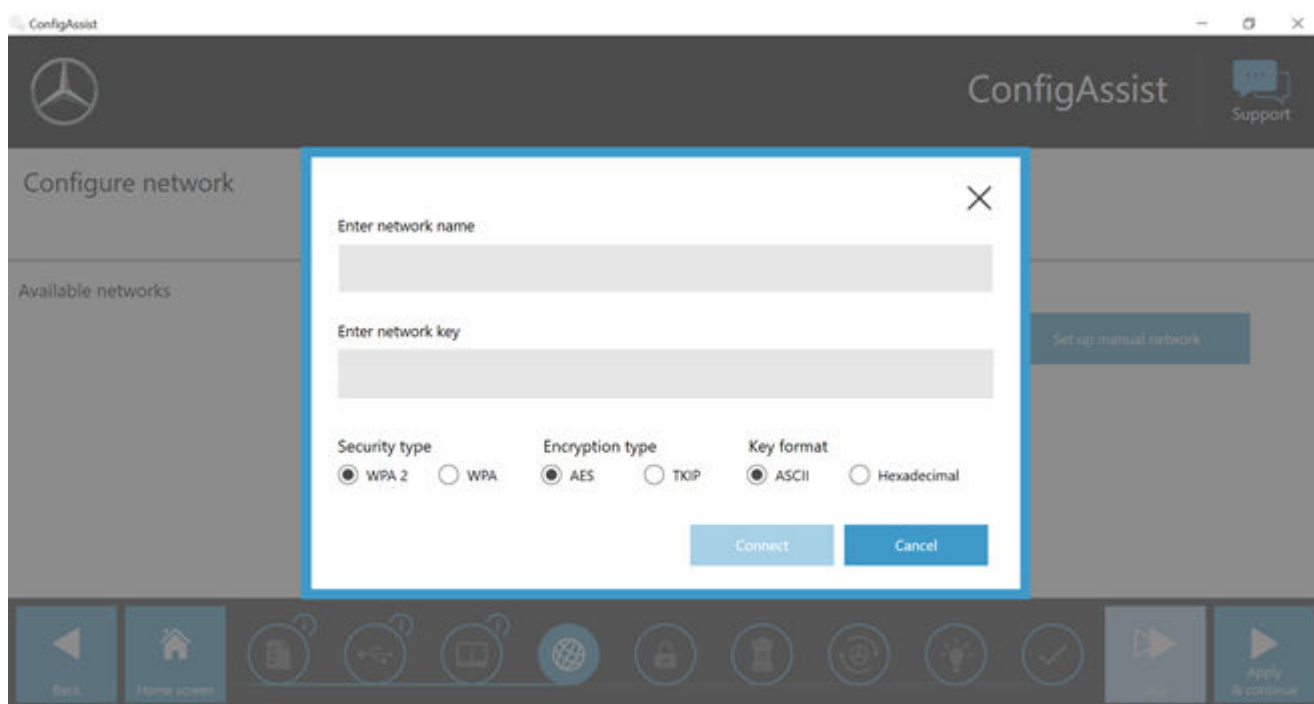 ConfigAssist
ConfigAssist
Support
Configure network
Enter network name
Available networks
Enter network key
Set up manual network
Security type Encryption type Key format
WPA 2 WPA AES TKIP ASCII Hexadecimal
Connect Cancel
Back Home screen Apply
& continue